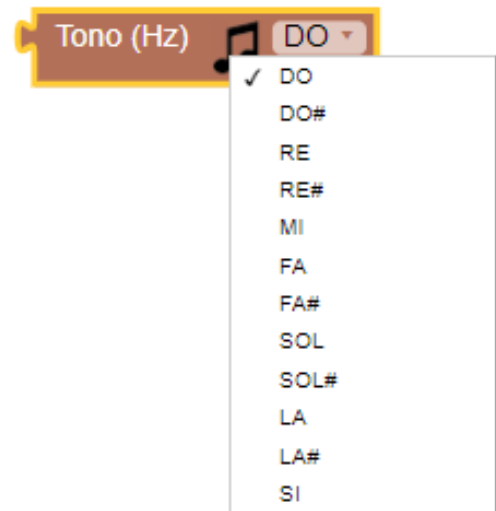 Tono (Hz) DO
✓ DO
DO#
RE
RE#
MI
FA
FA#
SOL
SOL#
LA
LA#
SI